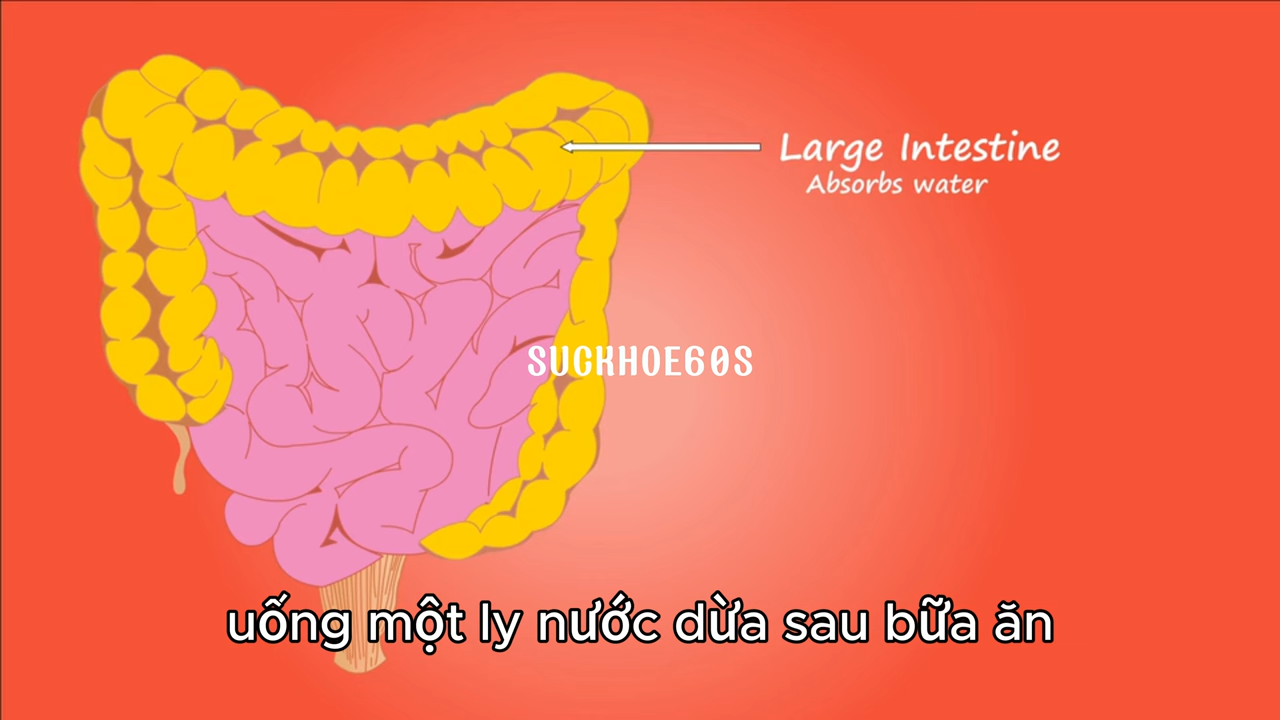 Large Intestine
Absorbs water
SUCKHOE60S
uống một ly nước dừa sau bữa ăn